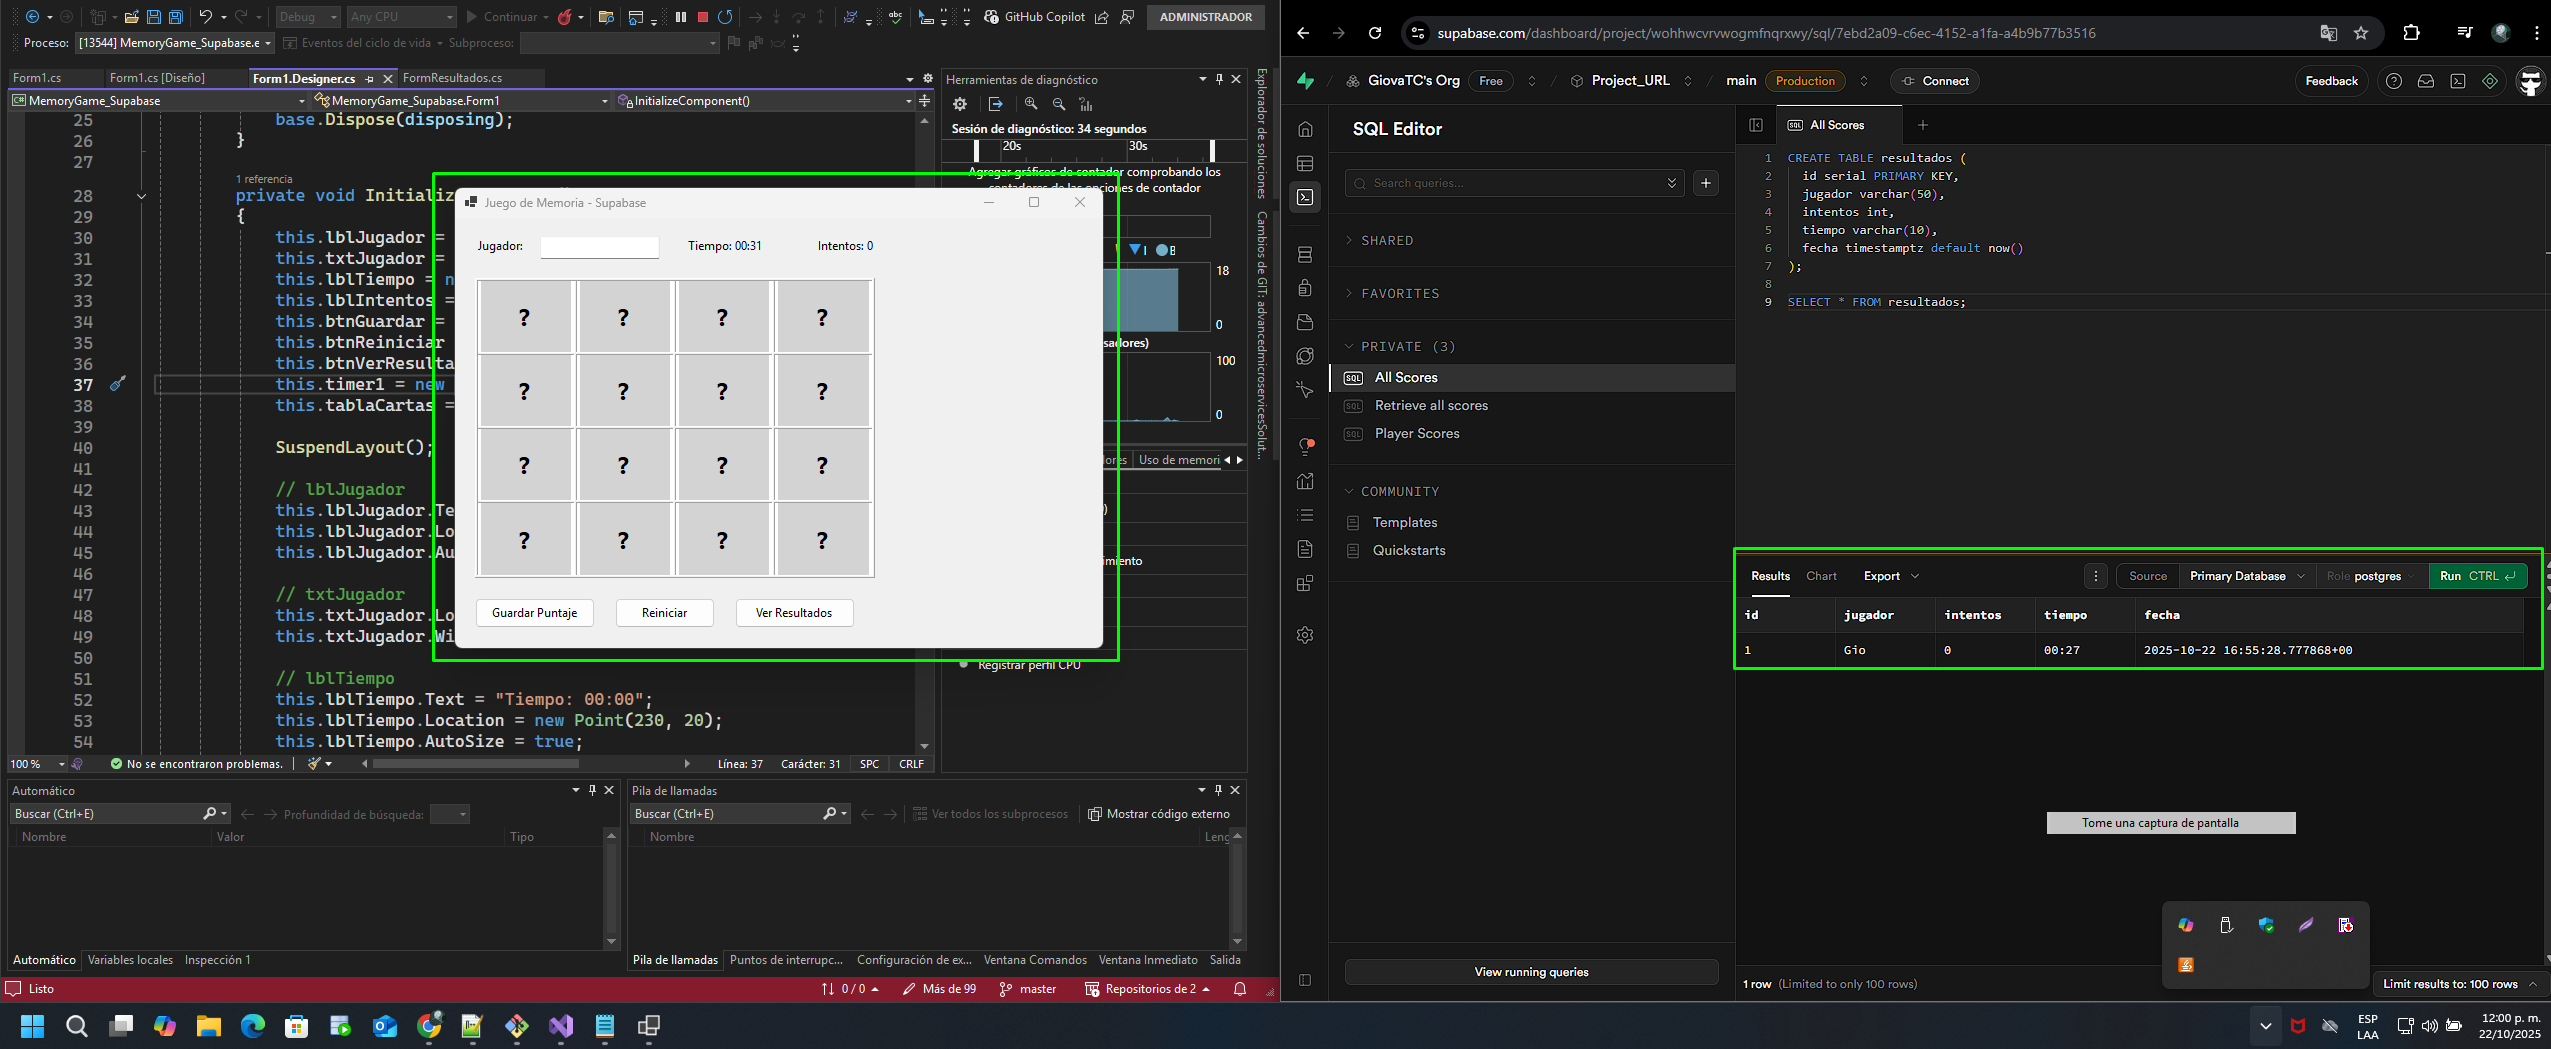 Debug
Any CPU
Continuar
GitHub Copilot
ADMINISTRADOR
Proceso:
[13544] MemoryGame_Supabase.e
Eventos del ciclo de vida
Subproceso:
Form1.cs
Form1.cs [Diseño]
Form1.Designer.cs
FormResultados.cs
MemoryGame_Supabase
MemoryGame_Supabase.Form1
InitializeComponent()
25 base.Dispose(disposing);
26 }
27
1 referencia
28 private void Initializ
29 {
30 this.lblJugador =
31 this.txtJugador =
32 this.lblTiempo = n
33 this.lblIntentos =
34 this.btnGuardar =
35 this.btnReiniciar
36 this.btnVerResulta
37 this.timer1 = new
38 this.tablaCartas =
39
40 SuspendLayout();
41
42 // lblJugador
43 this.lblJugador.Te
44 this.lblJugador.Lo
45 this.lblJugador.Au
46
47 // txtJugador
48 this.txtJugador.Lo
49 this.txtJugador.Wi
50
51 // lblTiempo
52 this.lblTiempo.Text = "Tiempo: 00:00";
53 this.lblTiempo.Location = new Point(230, 20);
54 this.lblTiempo.AutoSize = true;
100 %
No se encontraron problemas.
Línea: 37
Carácter: 31
SPC
CRLF
Juego de Memoria - Supabase
Jugador:
Tiempo: 00:31
Intentos: 0
? ? ? ?
? ? ? ?
? ? ? ?
? ? ? ?
Guardar Puntaje
Reiniciar
Ver Resultados
Herramientas de diagnóstico
Sesión de diagnóstico: 34 segundos
20s
30s
Agregar gráficos de contador comprobando los
contadores de las opciones de contador
18
0
sadores)
100
0
ores
Uso de memori
)
imiento
Registrar perfil CPU
Explorador de soluciones
Cambios de GIT: advancedmicroservicesSolut...
Automático
Buscar (Ctrl+E)
Profundidad de búsqueda:
Nombre
Valor
Tipo
Automático
Variables locales
Inspección 1
Pila de llamadas
Buscar (Ctrl+E)
Ver todos los subprocesos
Mostrar código externo
Nombre
Leng
Pila de llamadas
Puntos de interrupc...
Configuración de ex...
Ventana Comandos
Ventana Inmediato
Salida
Listo
0 / 0
Más de 99
master
Repositorios de 2
supabase.com/dashboard/project/wohhwcvrvwogmfnqrxwy/sql/7ebd2a09-c6ec-4152-a1fa-a4b9b77b3516
GiovaTC's Org
Free
Project_URL
main
Production
Connect
Feedback
SQL Editor
Search queries...
SHARED
FAVORITES
PRIVATE (3)
SQL All Scores
SQL Retrieve all scores
SQL Player Scores
COMMUNITY
Templates
Quickstarts
View running queries
SQL All Scores
1 CREATE TABLE resultados (
2 id serial PRIMARY KEY,
3 jugador varchar(50),
4 intentos int,
5 tiempo varchar(10),
6 fecha timestamptz default now()
7 );
8
9 SELECT * FROM resultados;
Results
Chart
Export
Source
Primary Database
Role postgres
Run CTRL
id jugador intentos tiempo fecha
1 Gio 0 00:27 2025-10-22 16:55:28.777868+00
Tome una captura de pantalla
1 row (Limited to only 100 rows)
Limit results to: 100 rows
ESP
LAA
12:00 p. m.
22/10/2025